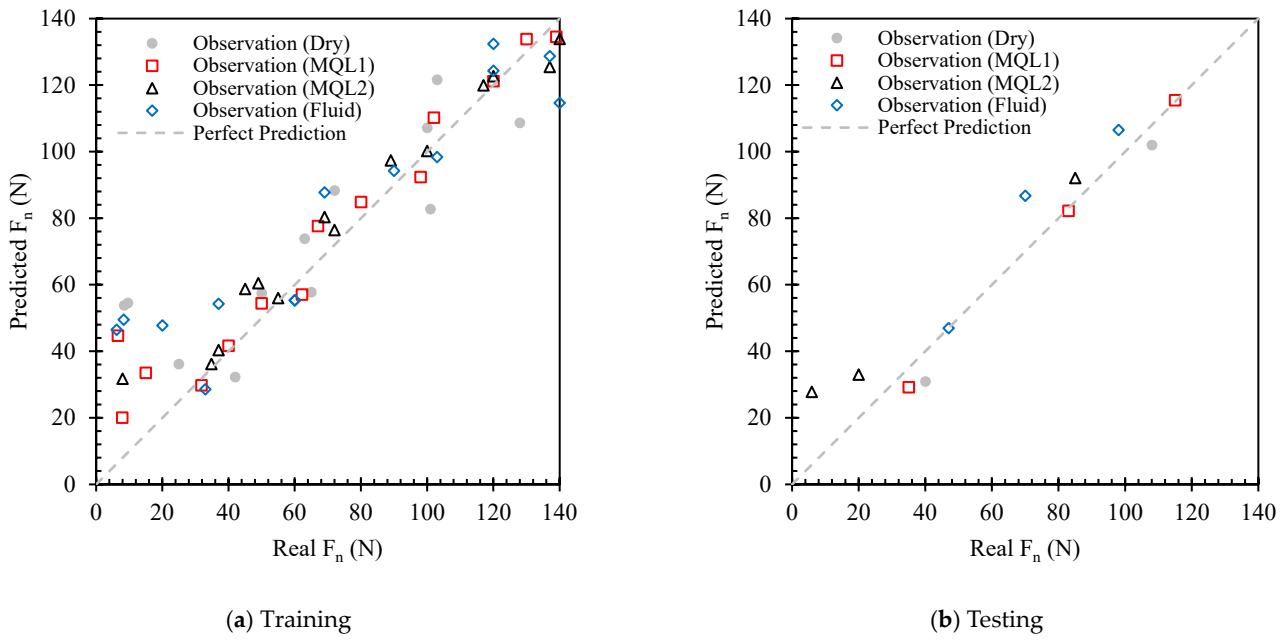 140
120
100
80
60
40
20
0
Predicted Fn (N)
Observation (Dry)
Observation (MQL1)
Observation (MQL2)
Observation (Fluid)
Perfect Prediction
0 20 40 60 80 100 120 140
Real Fn (N)
(a) Training
140
120
100
80
60
40
20
0
Predicted Fn (N)
Observation (Dry)
Observation (MQL1)
Observation (MQL2)
Observation (Fluid)
Perfect Prediction
0 20 40 60 80 100 120 140
Real Fn (N)
(b) Testing